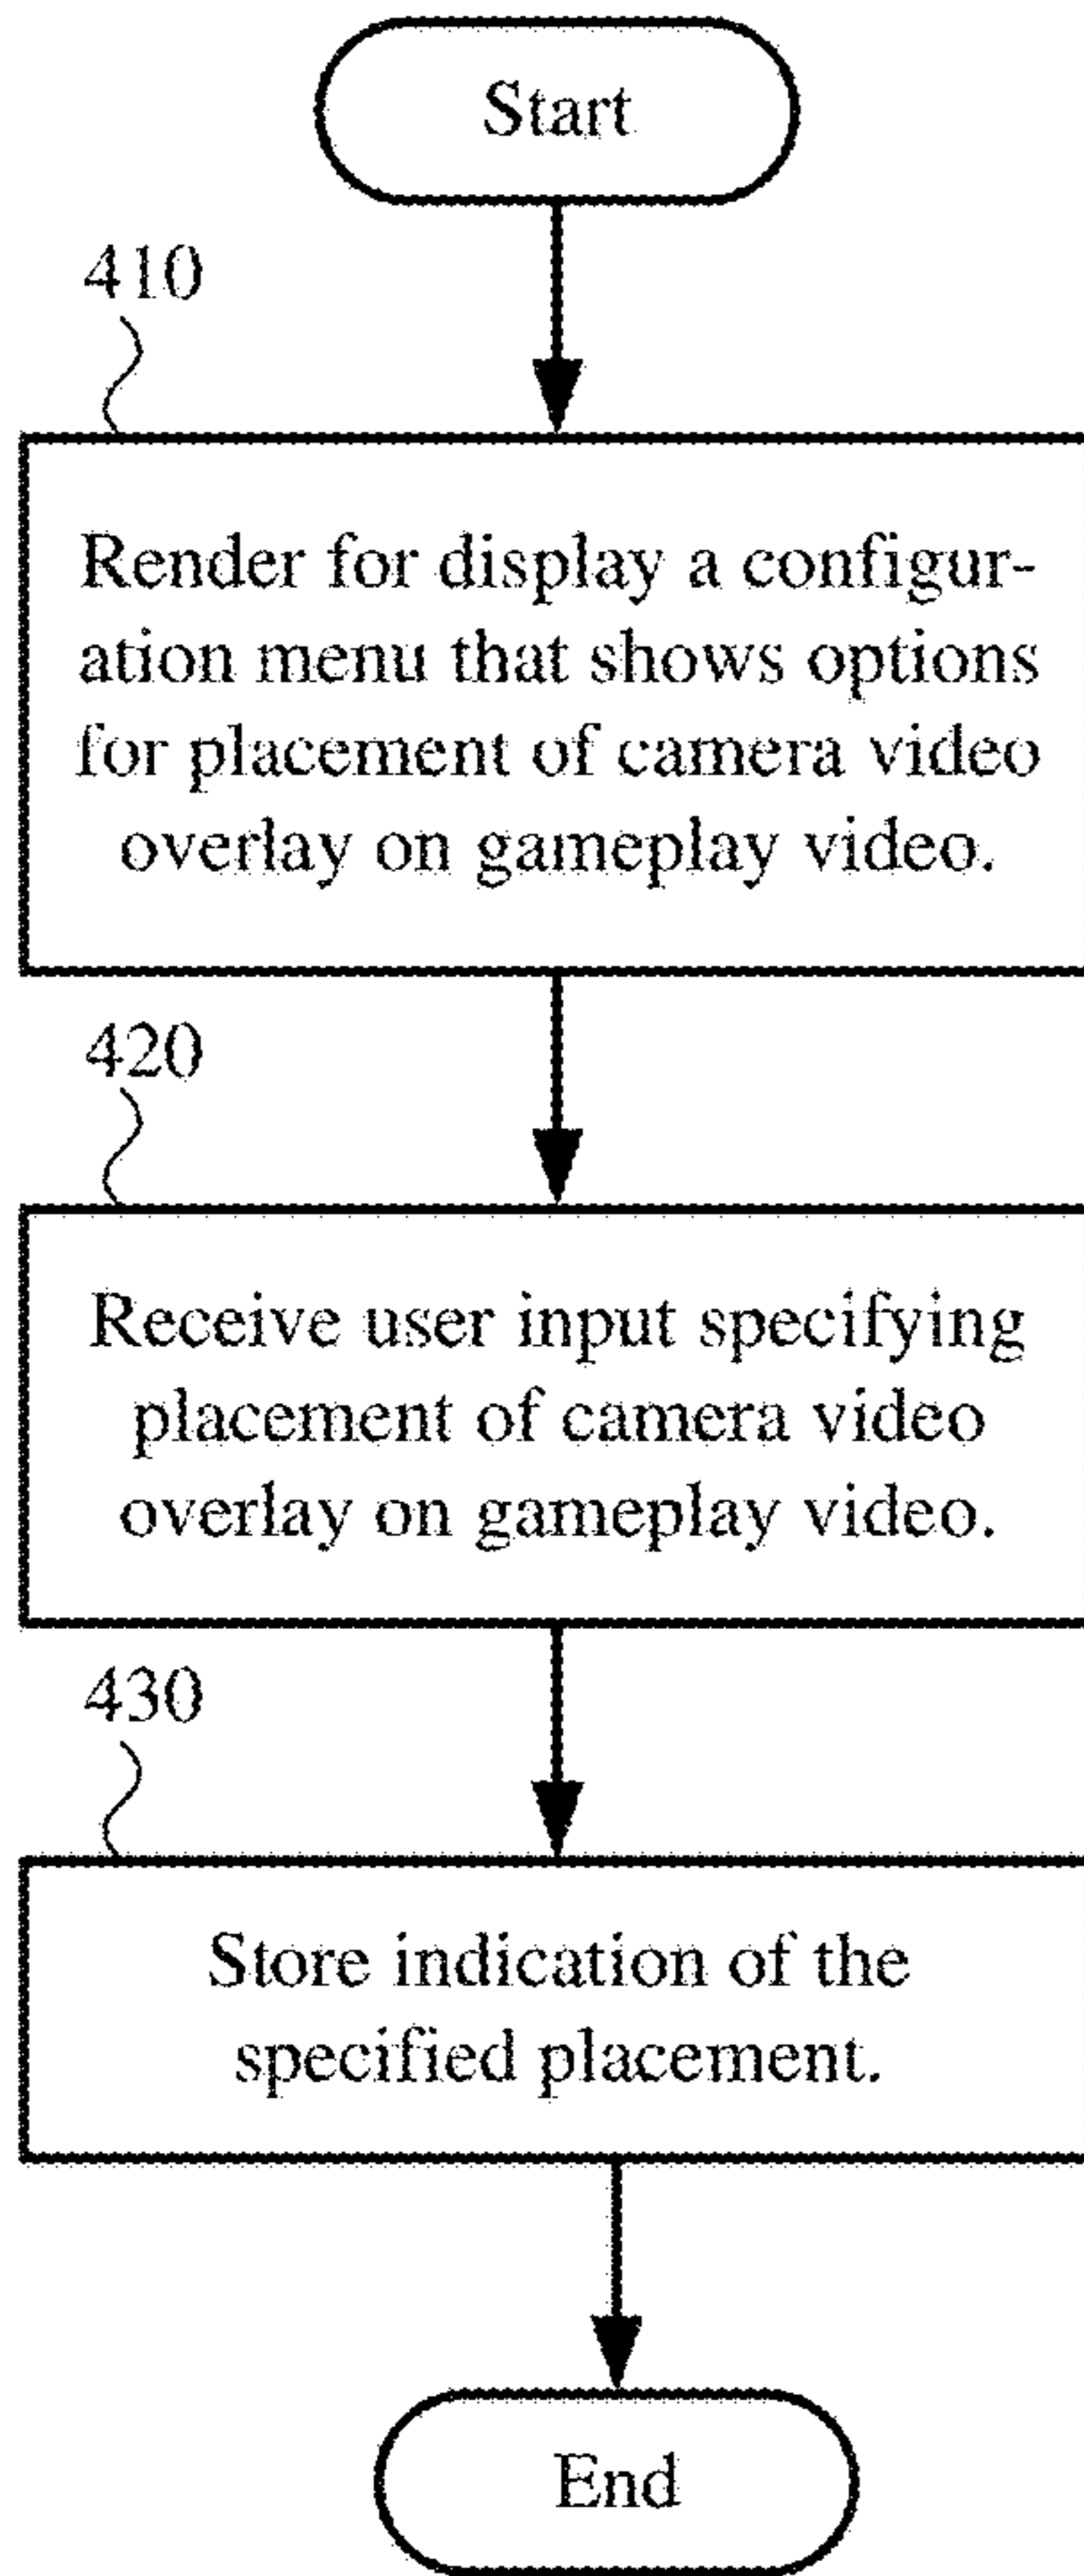 Start
410
Render for display a configur-
ation menu that shows options
for placement of camera video
overlay on gameplay video.
420
Receive user input specifying
placement of camera video
overlay on gameplay video.
430
Store indication of the
specified placement.
End